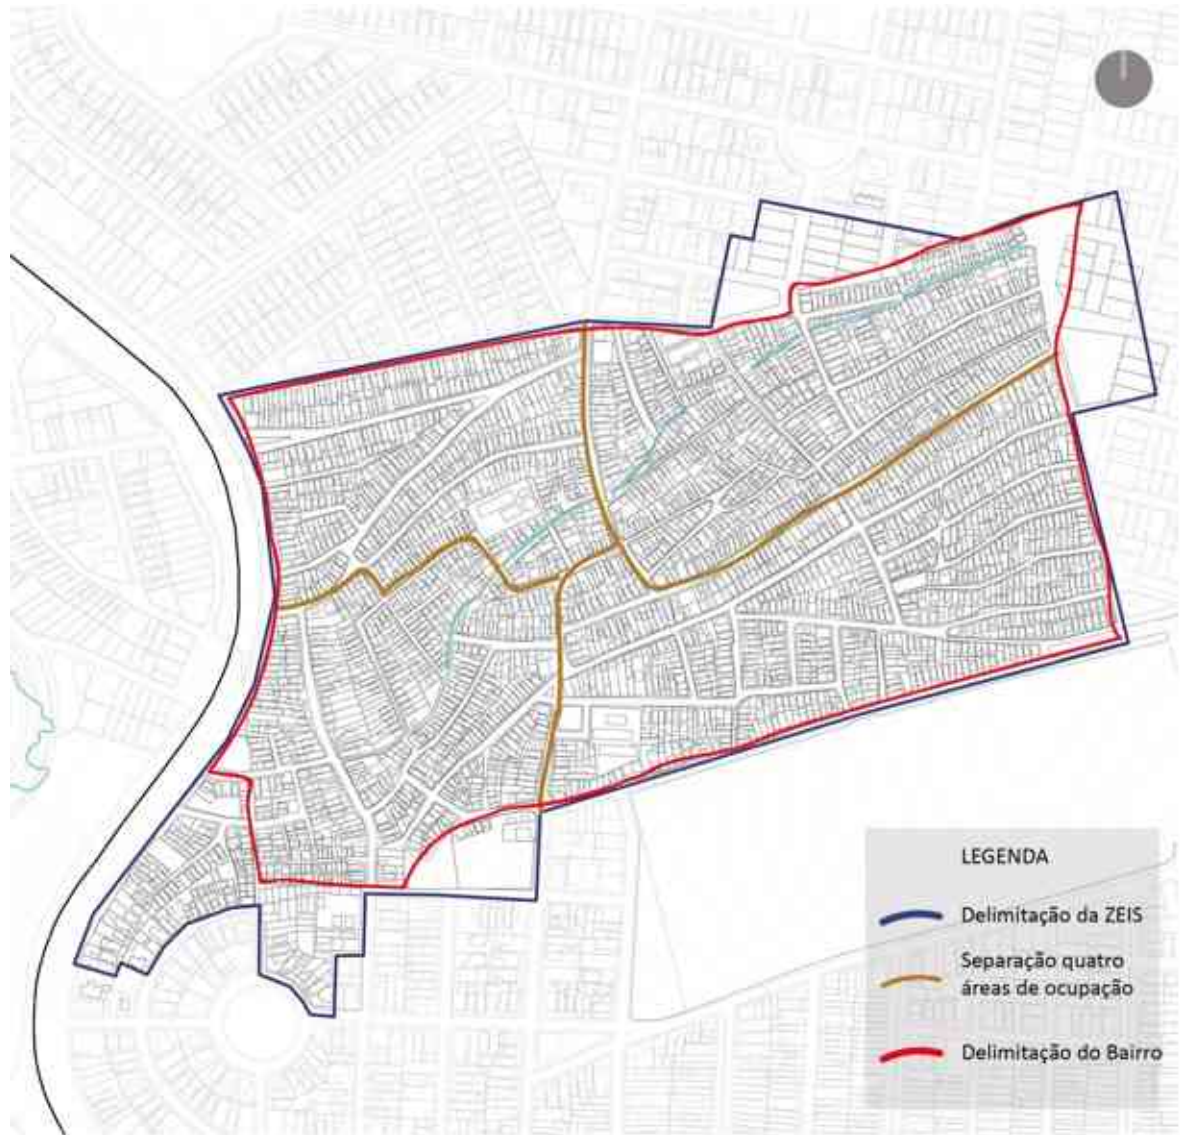 LEGENDA
Delimitação da ZEIS
Separação quatro
áreas de ocupação
Delimitação do Bairro